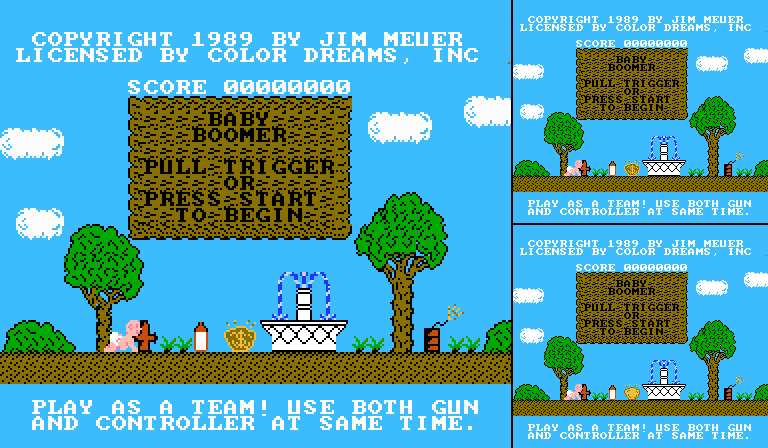 COPYRIGHT 1989 BY JIM MEUER
LICENSED BY COLOR DREAMS, INC
SCORE 00000000
BABY
BOOMER
PULL TRIGGER
OR
PRESS START
TO BEGIN
PLAY AS A TEAM! USE BOTH GUN
AND CONTROLLER AT SAME TIME.
COPYRIGHT 1989 BY JIM MEUER
LICENSED BY COLOR DREAMS, INC
SCORE 00000000
BABY
BOOMER
PULL TRIGGER
OR
PRESS START
TO BEGIN
PLAY AS A TEAM! USE BOTH GUN
AND CONTROLLER AT SAME TIME.
COPYRIGHT 1989 BY JIM MEUER
LICENSED BY COLOR DREAMS, INC
SCORE 00000000
BABY
BOOMER
PULL TRIGGER
OR
PRESS START
TO BEGIN
PLAY AS A TEAM! USE BOTH GUN
AND CONTROLLER AT SAME TIME.